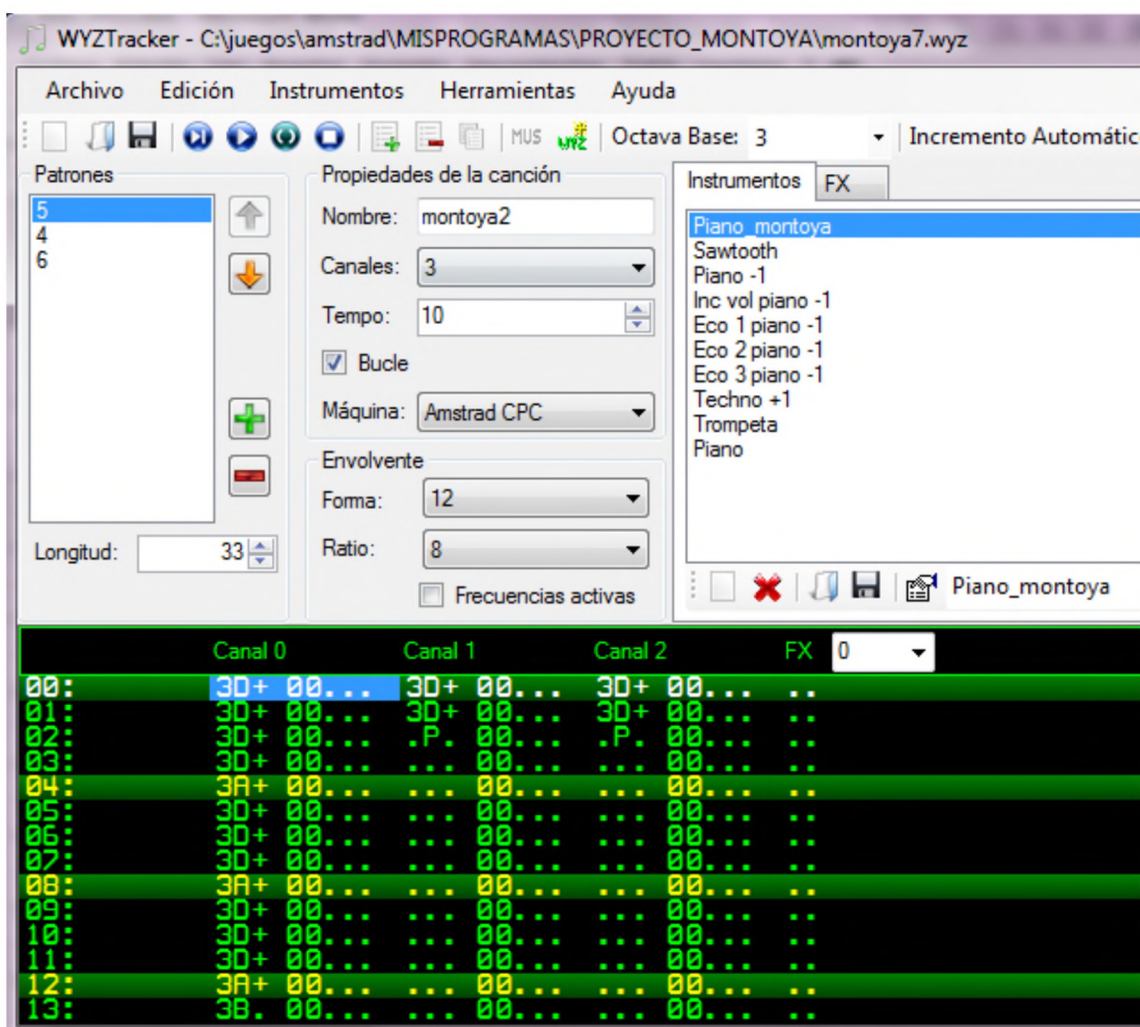 WYZTracker - C:\juegos\amstrad\MISPROGRAMAS\PROYECTO_MONTOYA\montoya7.wyz
Archivo Edición Instrumentos Herramientas Ayuda
MUS WYZ Octava Base: 3 Incremento Automátic
Patrones
5
4
6
Longitud: 33
Propiedades de la canción
Nombre: montoya2
Canales: 3
Tempo: 10
Bucle
Máquina: Amstrad CPC
Envolvente
Forma: 12
Ratio: 8
Frecuencias activas
Instrumentos FX
Piano_montoya
Sawtooth
Piano -1
Inc vol piano -1
Eco 1 piano -1
Eco 2 piano -1
Eco 3 piano -1
Techno +1
Trompeta
Piano
Piano_montoya
Canal 0 Canal 1 Canal 2 FX 0
00: 3D+ 00... 3D+ 00... 3D+ 00... ..
01: 3D+ 00... 3D+ 00... 3D+ 00... ..
02: 3D+ 00... .P. 00... .P. 00... ..
03: 3D+ 00... ... 00... ... 00... ..
04: 3A+ 00... ... 00... ... 00... ..
05: 3D+ 00... ... 00... ... 00... ..
06: 3D+ 00... ... 00... ... 00... ..
07: 3D+ 00... ... 00... ... 00... ..
08: 3A+ 00... ... 00... ... 00... ..
09: 3D+ 00... ... 00... ... 00... ..
10: 3D+ 00... ... 00... ... 00... ..
11: 3D+ 00... ... 00... ... 00... ..
12: 3A+ 00... ... 00... ... 00... ..
13: 3B. 00... ... 00... ... 00... ..